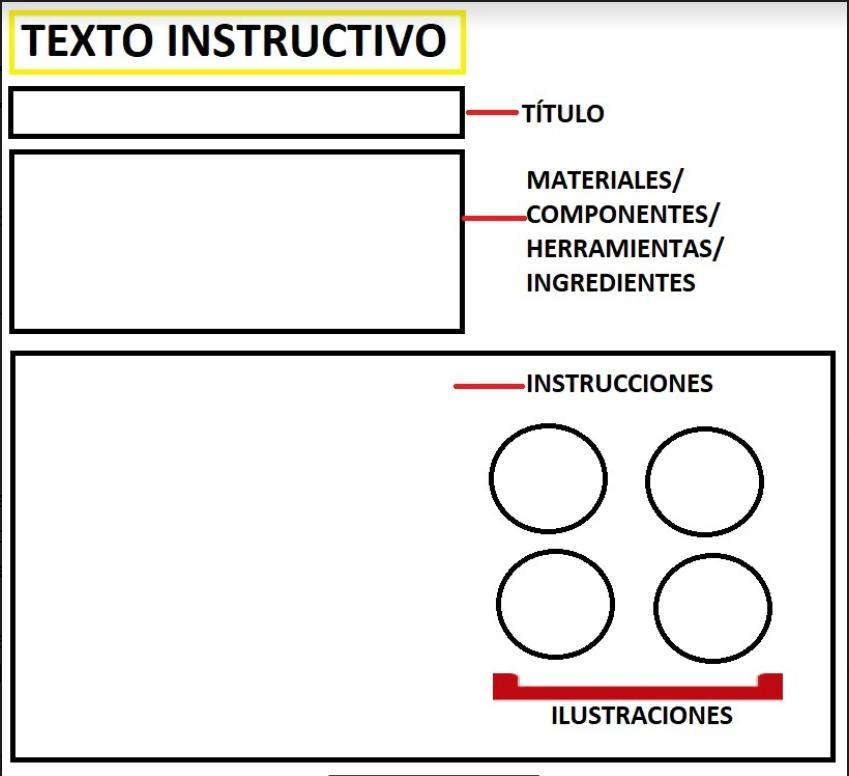 TEXTO INSTRUCTIVO
TÍTULO
MATERIALES/
COMPONENTES/
HERRAMIENTAS/
INGREDIENTES
INSTRUCCIONES
ILUSTRACIONES